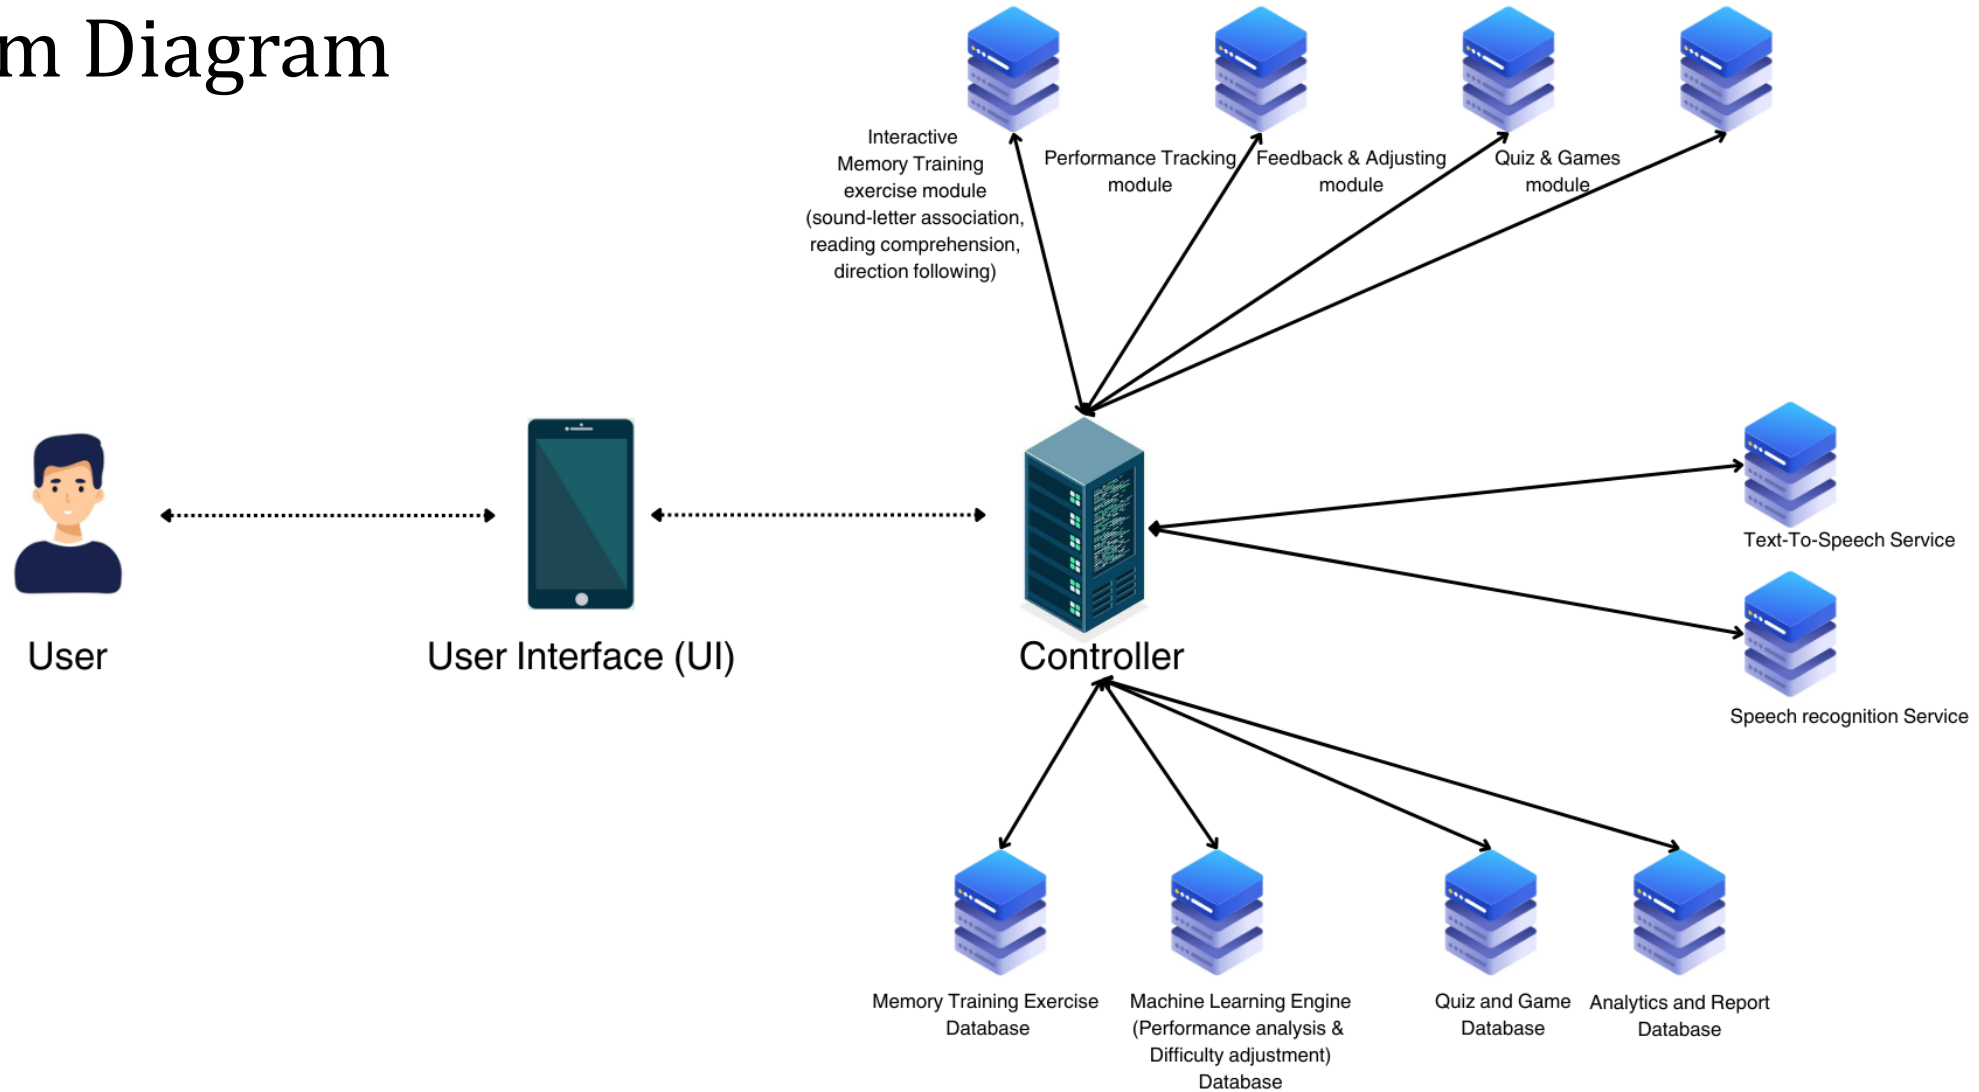 m Diagram
Interactive
Memory Training
exercise module
(sound-letter association,
reading comprehension,
direction following)
Performance Tracking
module
Feedback & Adjusting
module
Quiz & Games
module
Text-To-Speech Service
Speech recognition Service
User
User Interface (UI)
Controller
Memory Training Exercise
Database
Machine Learning Engine
(Performance analysis &
Difficulty adjustment)
Database
Quiz and Game
Database
Analytics and Report
Database